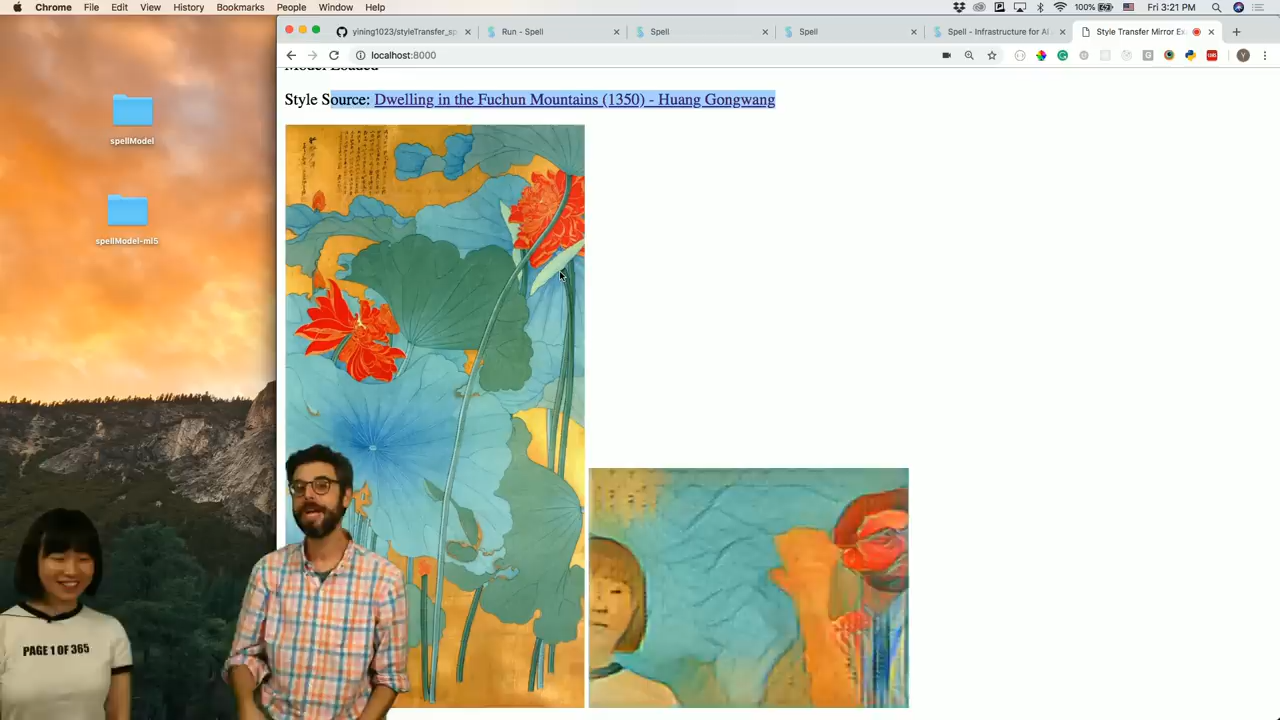 Chrome File Edit View History Bookmarks People Window Help
100% Fri 3:21 PM
yining1023/styleTransfer_sp
Run - Spell
Spell
Spell
Spell - Infrastructure for AI
Style Transfer Mirror Ex
localhost:8000
Model Loaded
Style Source: Dwelling in the Fuchun Mountains (1350) - Huang Gongwang
spellModel
spellModel-ml5
PAGE 1 OF 365